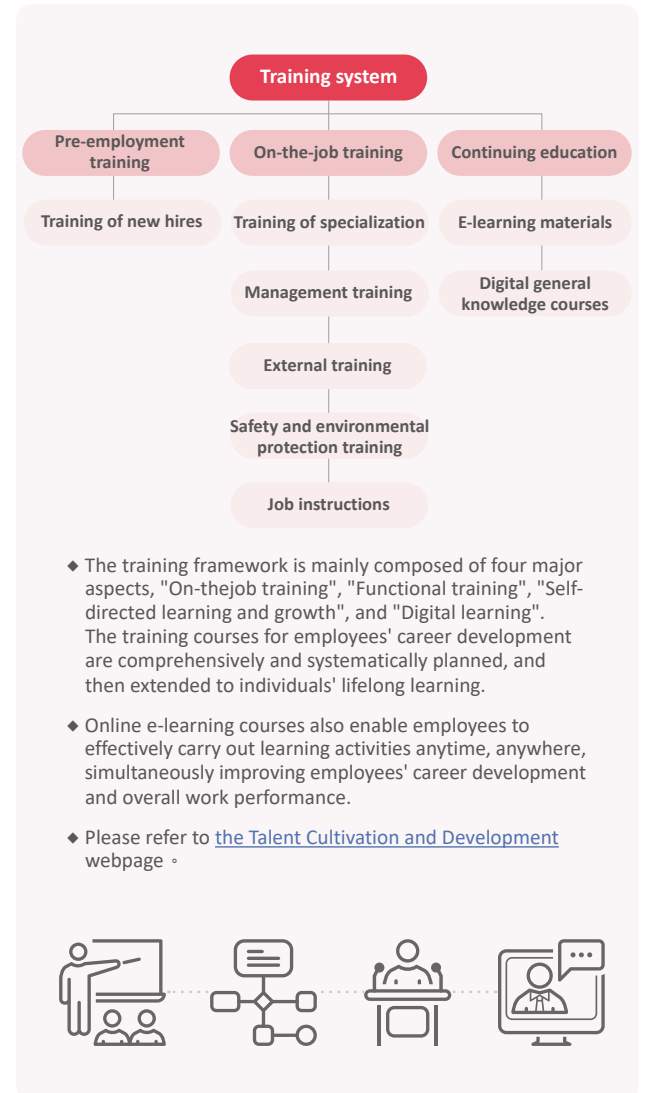 Training system
Pre-employment
training
On-the-job training
Continuing education
Training of new hires
Training of specialization
E-learning materials
Management training
Digital general
knowledge courses
External training
Safety and environmental
protection training
Job instructions
◆ The training framework is mainly composed of four major
aspects, "On-thejob training", "Functional training", "Self-
directed learning and growth", and "Digital learning".
The training courses for employees' career development
are comprehensively and systematically planned, and
then extended to individuals' lifelong learning.
◆ Online e-learning courses also enable employees to
effectively carry out learning activities anytime, anywhere,
simultaneously improving employees' career development
and overall work performance.
◆ Please refer to the Talent Cultivation and Development
webpage。